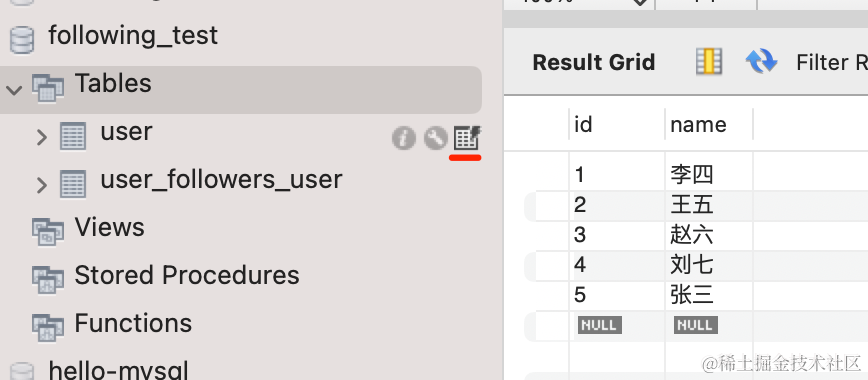 following_test
Tables
user
user_followers_user
Views
Stored Procedures
Functions
hello-mysql
100%
Result Grid
Filter R
id name
1 李四
2 王五
3 赵六
4 刘七
5 张三
NULL NULL
@稀土掘金技术社区